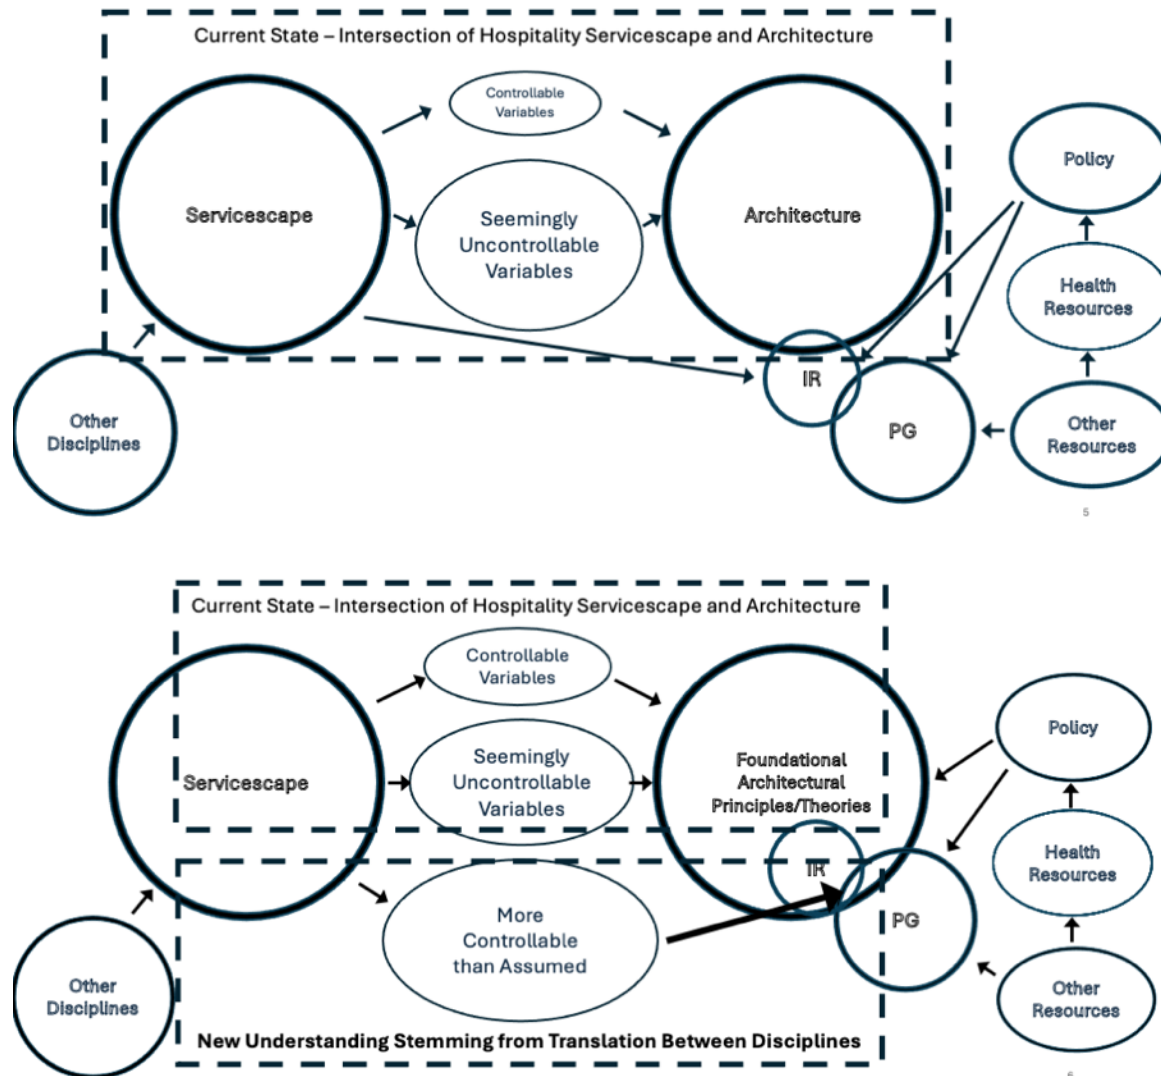 Current State – Intersection of Hospitality Servicescape and Architecture
Controllable
Variables
Servicescape
Seemingly
Uncontrollable
Variables
Architecture
Policy
Health
Resources
IR
Other
Disciplines
PG
Other
Resources
5
Current State – Intersection of Hospitality Servicescape and Architecture
Controllable
Variables
Servicescape
Seemingly
Uncontrollable
Variables
Foundational
Architectural
Principles/Theories
Policy
Health
Resources
IR
More
Controllable
than Assumed
PG
Other
Disciplines
Other
Resources
New Understanding Stemming from Translation Between Disciplines